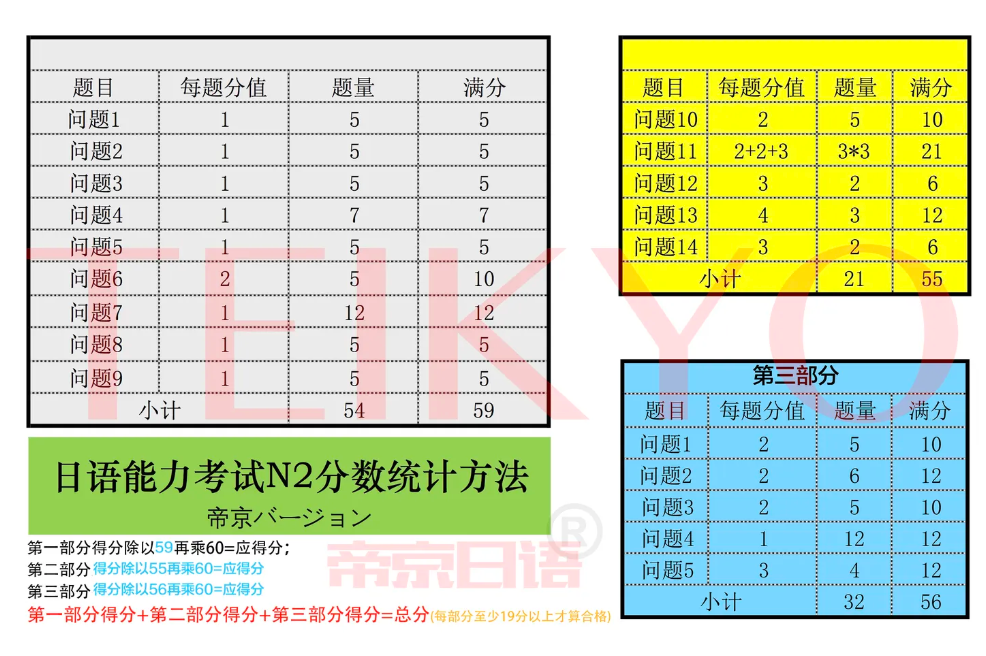 题目 每题分值 题量 满分
问题1 1 5 5
问题2 1 5 5
问题3 1 5 5
问题4 1 7 7
问题5 1 5 5
问题6 2 5 10
问题7 1 12 12
问题8 1 5 5
问题9 1 5 5
小计 54 59
题目 每题分值 题量 满分
问题10 2 5 10
问题11 2+2+3 3*3 21
问题12 3 2 6
问题13 4 3 12
问题14 3 2 6
小计 21 55
第三部分
题目 每题分值 题量 满分
问题1 2 5 10
问题2 2 6 12
问题3 2 5 10
问题4 1 12 12
问题5 3 4 12
小计 32 56
日语能力考试N2分数统计方法
帝京バージョン
第一部分得分除以59再乘60=应得分;
第二部分 得分除以55再乘60=应得分
第三部分 得分除以56再乘60=应得分
第一部分得分+第二部分得分+第三部分得分=总分(每部分至少19分以上才算合格)
TEIKYO
帝京日语®